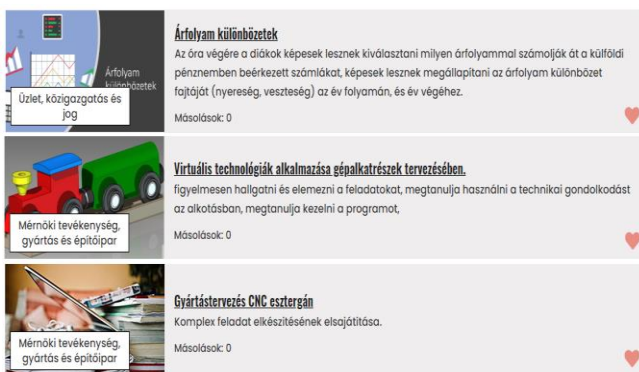 Árfolyam különbözetek
Az óra végére a diákok képesek lesznek kiválasztani milyen árfolyammal számolják át a külföldi
pénznemben beérkezett számlákat, képesek lesznek megállapítani az árfolyam különbözet
fajtáját (nyereség, veszteség) az év folyamán, és év végéhez.
Másolások: 0
Árfolyam
különbözetek
Üzlet, közigazgatás és
jog
Virtuális technológiák alkalmazása gépalkatrészek tervezésében.
figyelmesen hallgatni és elemezni a feladatokat, megtanulja használni a technikai gondolkodást
az alkotásban, megtanulja kezelni a programot,
Másolások: 0
Mérnöki tevékenység,
gyártás és építőipar
Gyártástervezés CNC esztergán
Komplex feladat elkészítésének elsajátítása.
Másolások: 0
Mérnöki tevékenység,
gyártás és építőipar